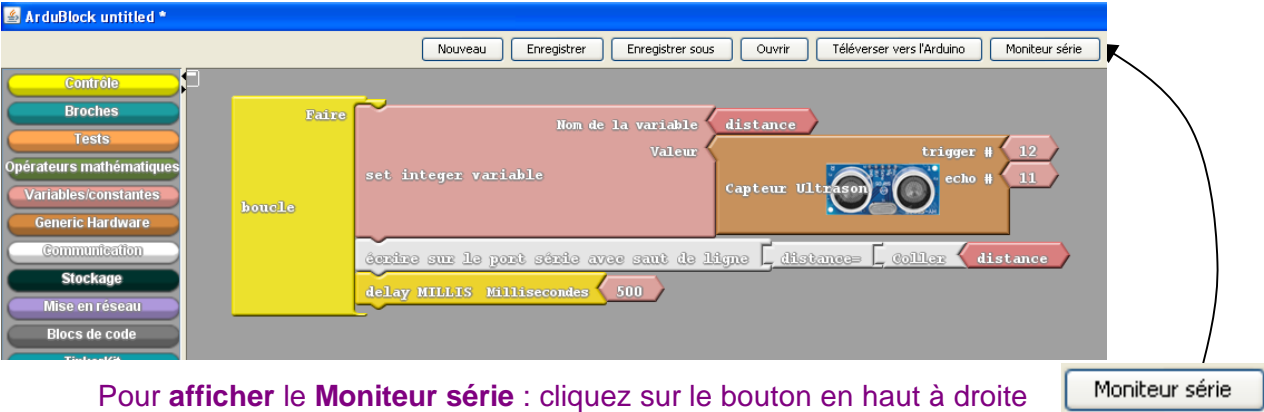 ArduBlock untitled *
Nouveau Enregistrer Enregistrer sous Ouvrir Téléverser vers l'Arduino Moniteur série
Contrôle
Broches
Tests
Opérateurs mathématiques
Variables/constantes
Generic Hardware
Communication
Stockage
Mise en réseau
Blocs de code
TinkerKit
boucle
Faire
set integer variable
Nom de la variable distance
Valeur
Capteur Ultrason
trigger # 12
echo # 11
écrire sur le port série avec saut de ligne distance= Coller distance
delay MILLIS Millisecondes 500
Pour afficher le Moniteur série : cliquez sur le bouton en haut à droite
Moniteur série